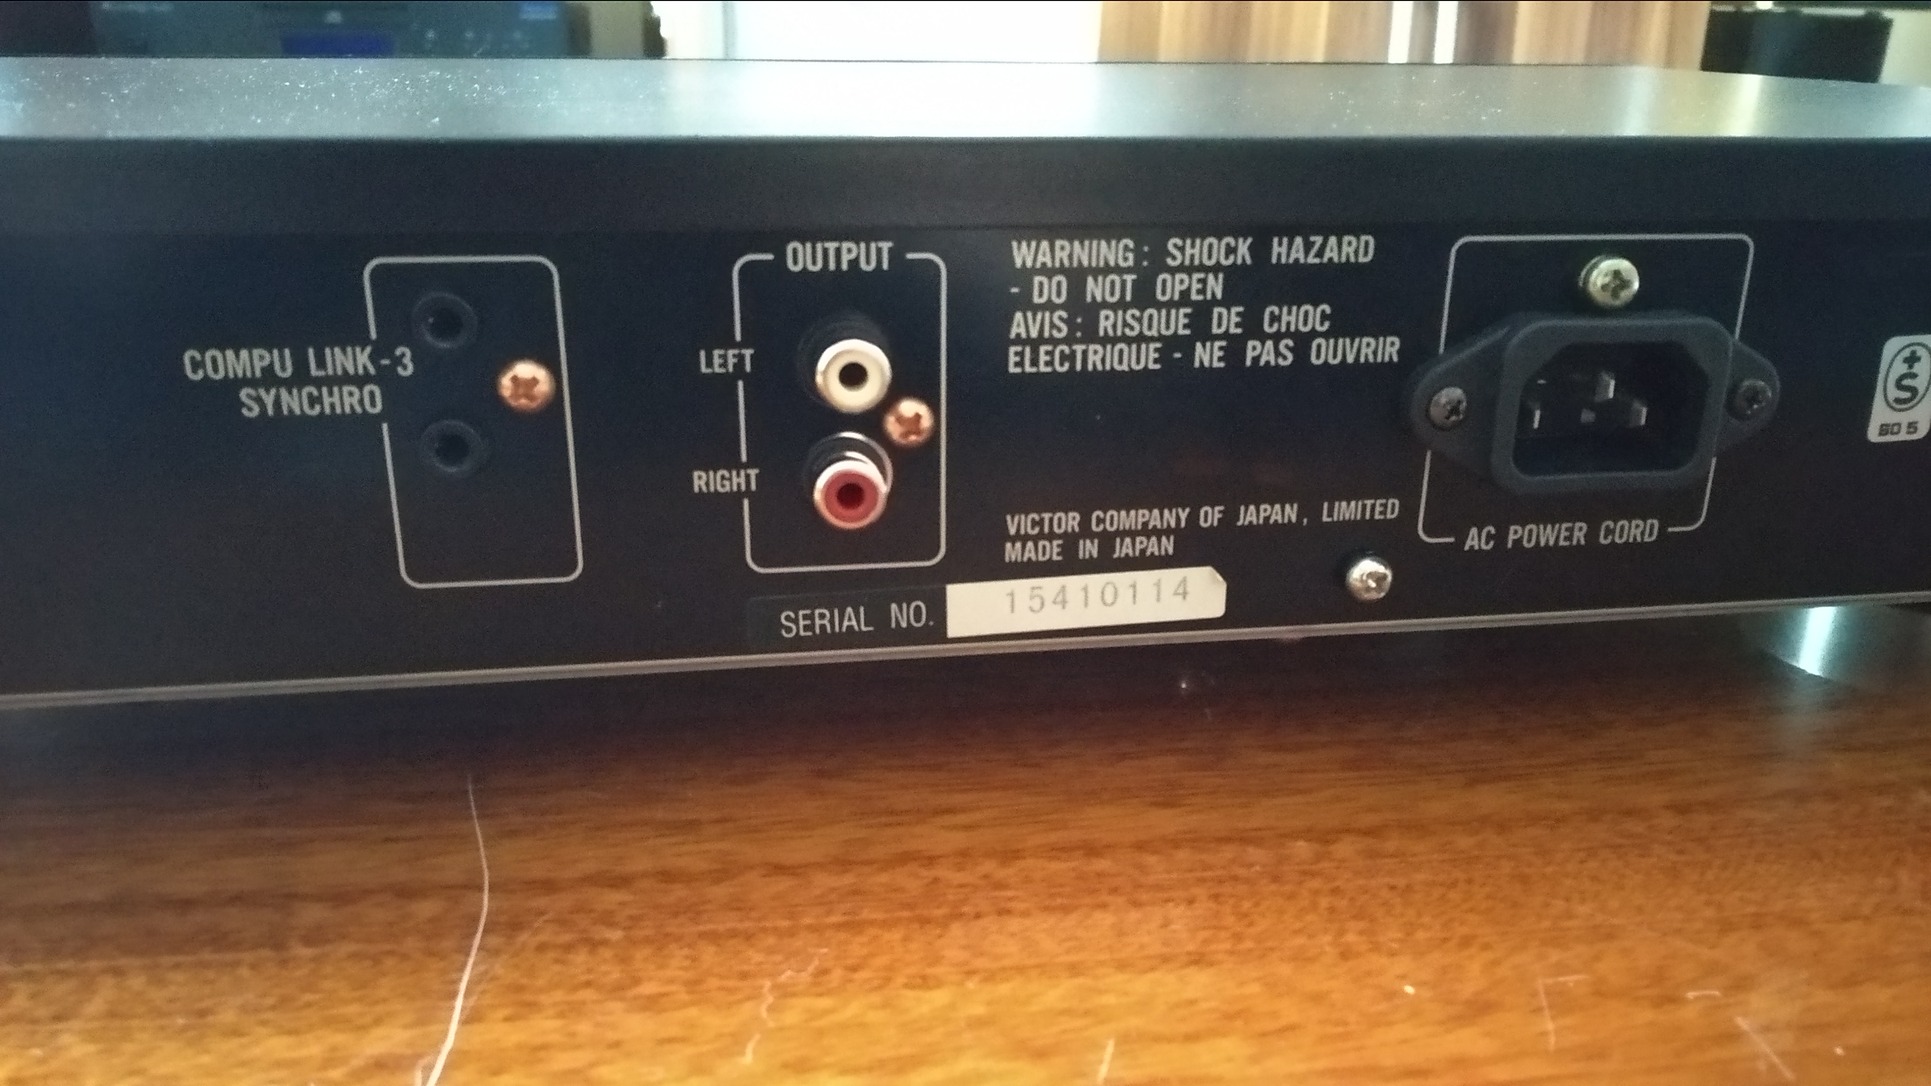 COMPU LINK-3
SYNCHRO
OUTPUT
LEFT
RIGHT
WARNING : SHOCK HAZARD
- DO NOT OPEN
AVIS : RISQUE DE CHOC
ELECTRIQUE - NE PAS OUVRIR
VICTOR COMPANY OF JAPAN, LIMITED
MADE IN JAPAN
SERIAL NO.
15410114
AC POWER CORD
+
S